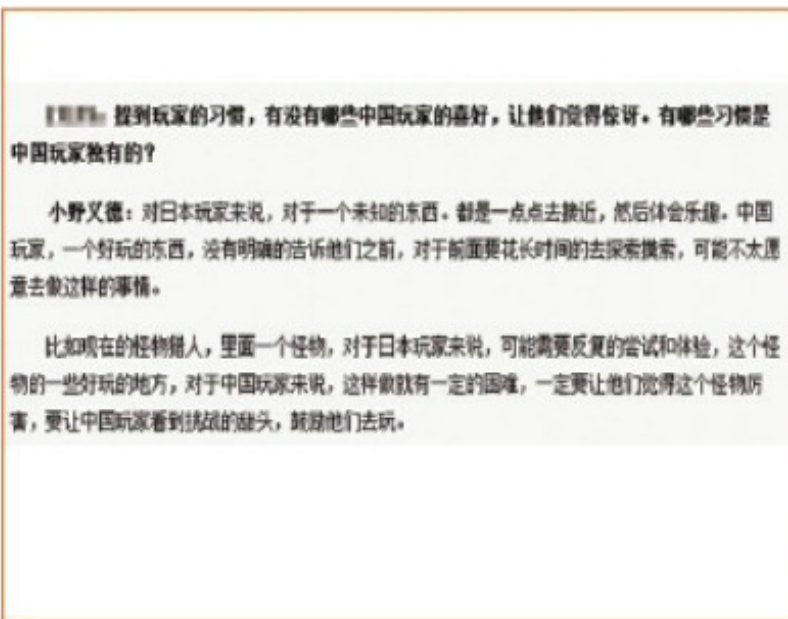 提到玩家的习惯，有没有哪些中国玩家的喜好，让他们觉得惊讶。有哪些习惯是
中国玩家独有的？
小野义德：对日本玩家来说，对于一个未知的东西。都是一点点去接近，然后体会乐趣。中国
玩家，一个好玩的东西，没有明确的告诉他们之前，对于前面要花长时间的去探索摸索，可能不太愿
意去做这样的事情。
比如现在的怪物猎人，里面一个怪物，对于日本玩家来说，可能需要反复的尝试和体验，这个怪
物的一些好玩的地方，对于中国玩家来说，这样做就有一定的困难，一定要让他们觉得这个怪物厉
害，要让中国玩家看到挑战的甜头，鼓励他们去玩。